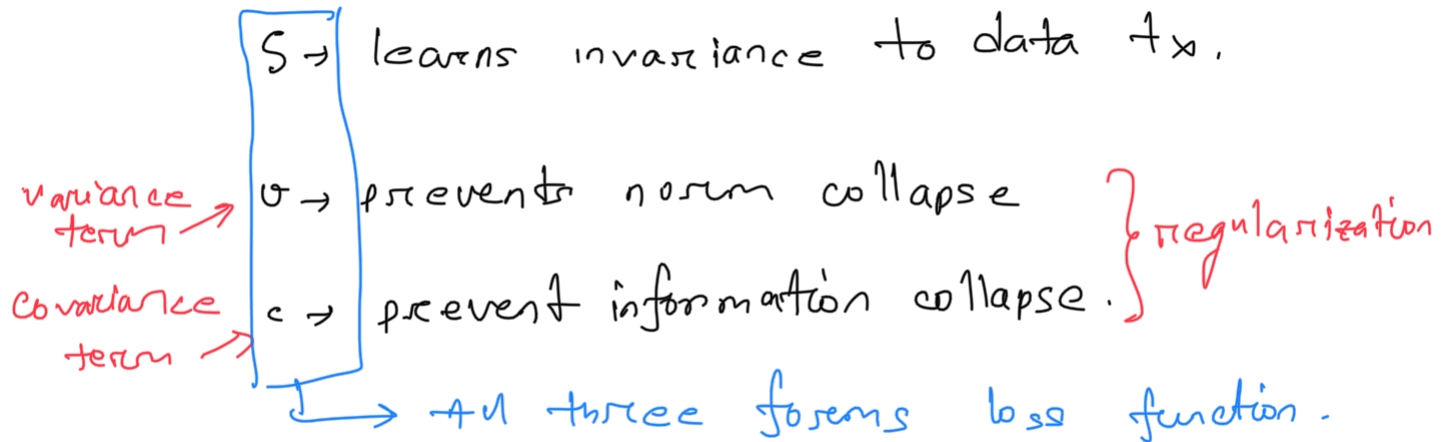 S → learns invariance to data tx.
variance
term
v → prevents norm collapse
regularization
covariance
term
c → prevent information collapse.
All three forms loss function.